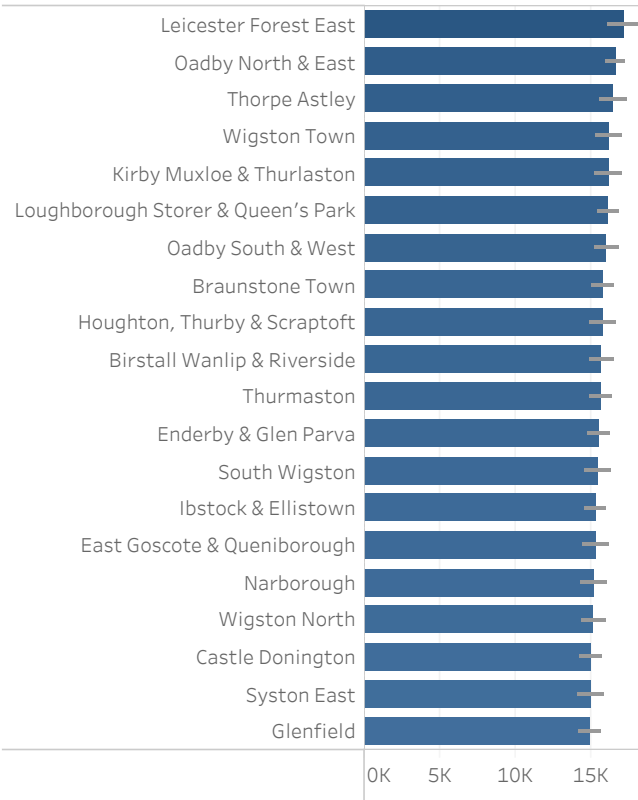 Leicester Forest East
Oadby North & East
Thorpe Astley
Wigston Town
Kirby Muxloe & Thurlaston
Loughborough Storer & Queen's Park
Oadby South & West
Braunstone Town
Houghton, Thurby & Scraptoft
Birstall Wanlip & Riverside
Thurmaston
Enderby & Glen Parva
South Wigston
Ibstock & Ellistown
East Goscote & Queniborough
Narborough
Wigston North
Castle Donington
Syston East
Glenfield
0K 5K 10K 15K